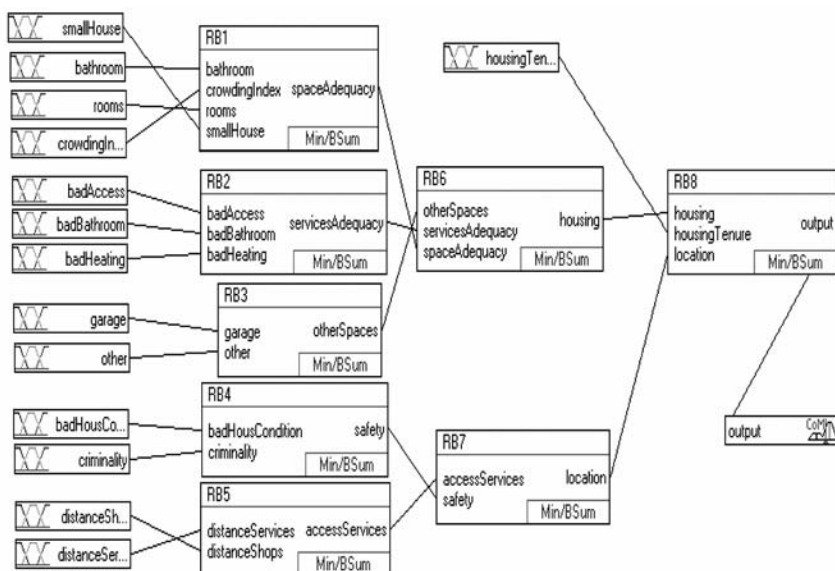 smallHouse
bathroom
rooms
crowdingIn...
RB1
bathroom
crowdingIndex
rooms
smallHouse
spaceAdequacy
Min/BSum
housingTen...
badAccess
badBathroom
badHeating
RB2
badAccess
badBathroom
badHeating
servicesAdequacy
Min/BSum
RB6
otherSpaces
servicesAdequacy
spaceAdequacy
housing
Min/BSum
RB8
housing
housingTenure
location
output
Min/BSum
garage
other
RB3
garage
other
otherSpaces
Min/BSum
badHousCo...
criminality
RB4
badHousCondition
criminality
safety
Min/BSum
RB7
accessServices
safety
location
Min/BSum
output
distanceSh...
distanceSer...
RB5
distanceServices
distanceShops
accessServices
Min/BSum